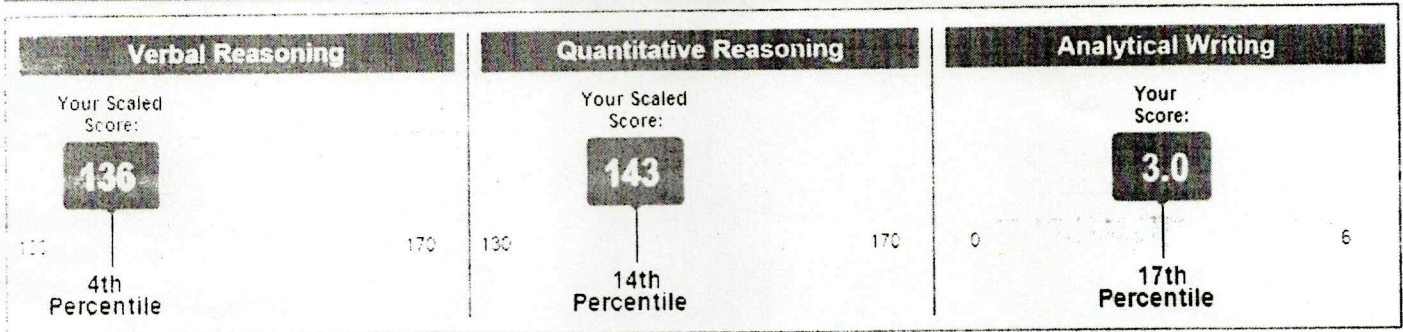 Verbal Reasoning
Your Scaled
Score:
136
170
4th
Percentile
Quantitative Reasoning
Your Scaled
Score:
143
130
170
14th
Percentile
Analytical Writing
Your
Score:
3.0
0
6
17th
Percentile